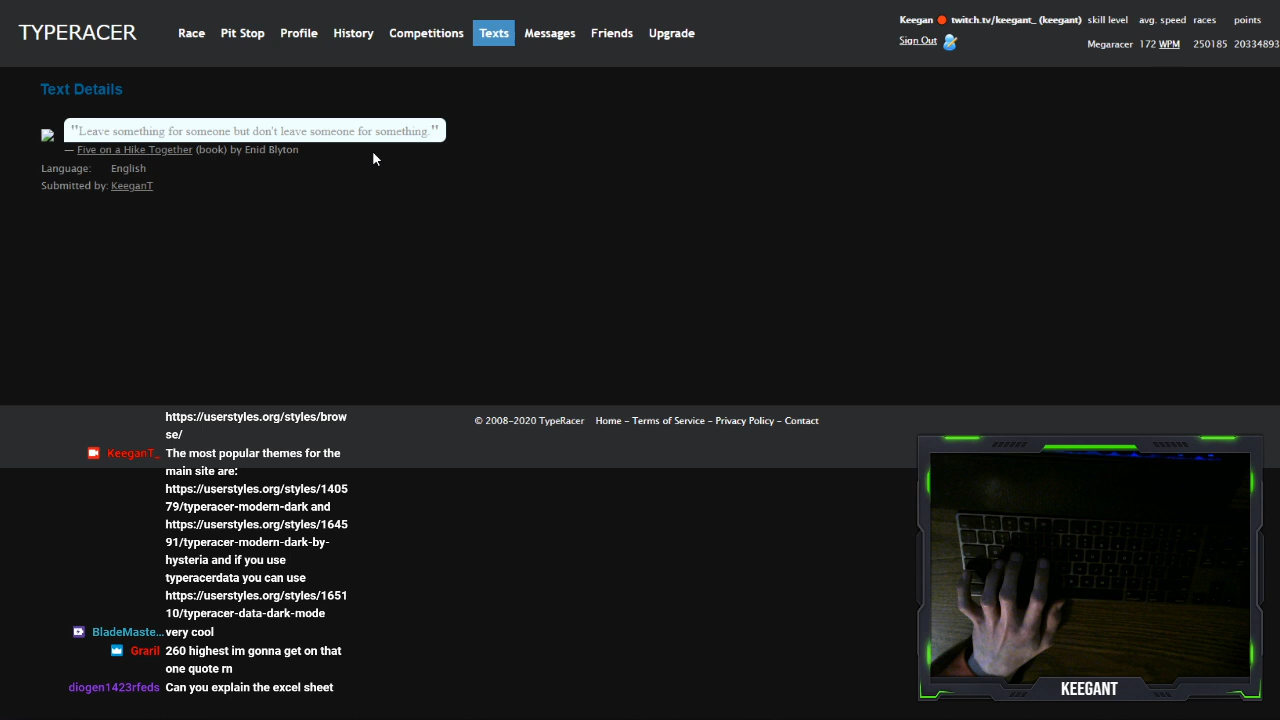 TYPERACER
Race Pit Stop Profile History Competitions Texts Messages Friends Upgrade
Keegan twitch.tv/keegant_ (keegant) skill level avg. speed races points
Sign Out Megaracer 172 WPM 250185 20334893
Text Details
"Leave something for someone but don't leave someone for something."
— Five on a Hike Together (book) by Enid Blyton
Language: English
Submitted by: KeeganT
© 2008-2020 TypeRacer Home - Terms of Service - Privacy Policy - Contact
https://userstyles.org/styles/brow
se/
KeeganT_ The most popular themes for the
main site are:
https://userstyles.org/styles/1405
79/typeracer-modern-dark and
https://userstyles.org/styles/1645
91/typeracer-modern-dark-by-
hysteria and if you use
typeracerdata you can use
https://userstyles.org/styles/1651
10/typeracer-data-dark-mode
BladeMaste... very cool
Graril 260 highest im gonna get on that
one quote rn
diogen1423rfeds Can you explain the excel sheet
KEEGANT